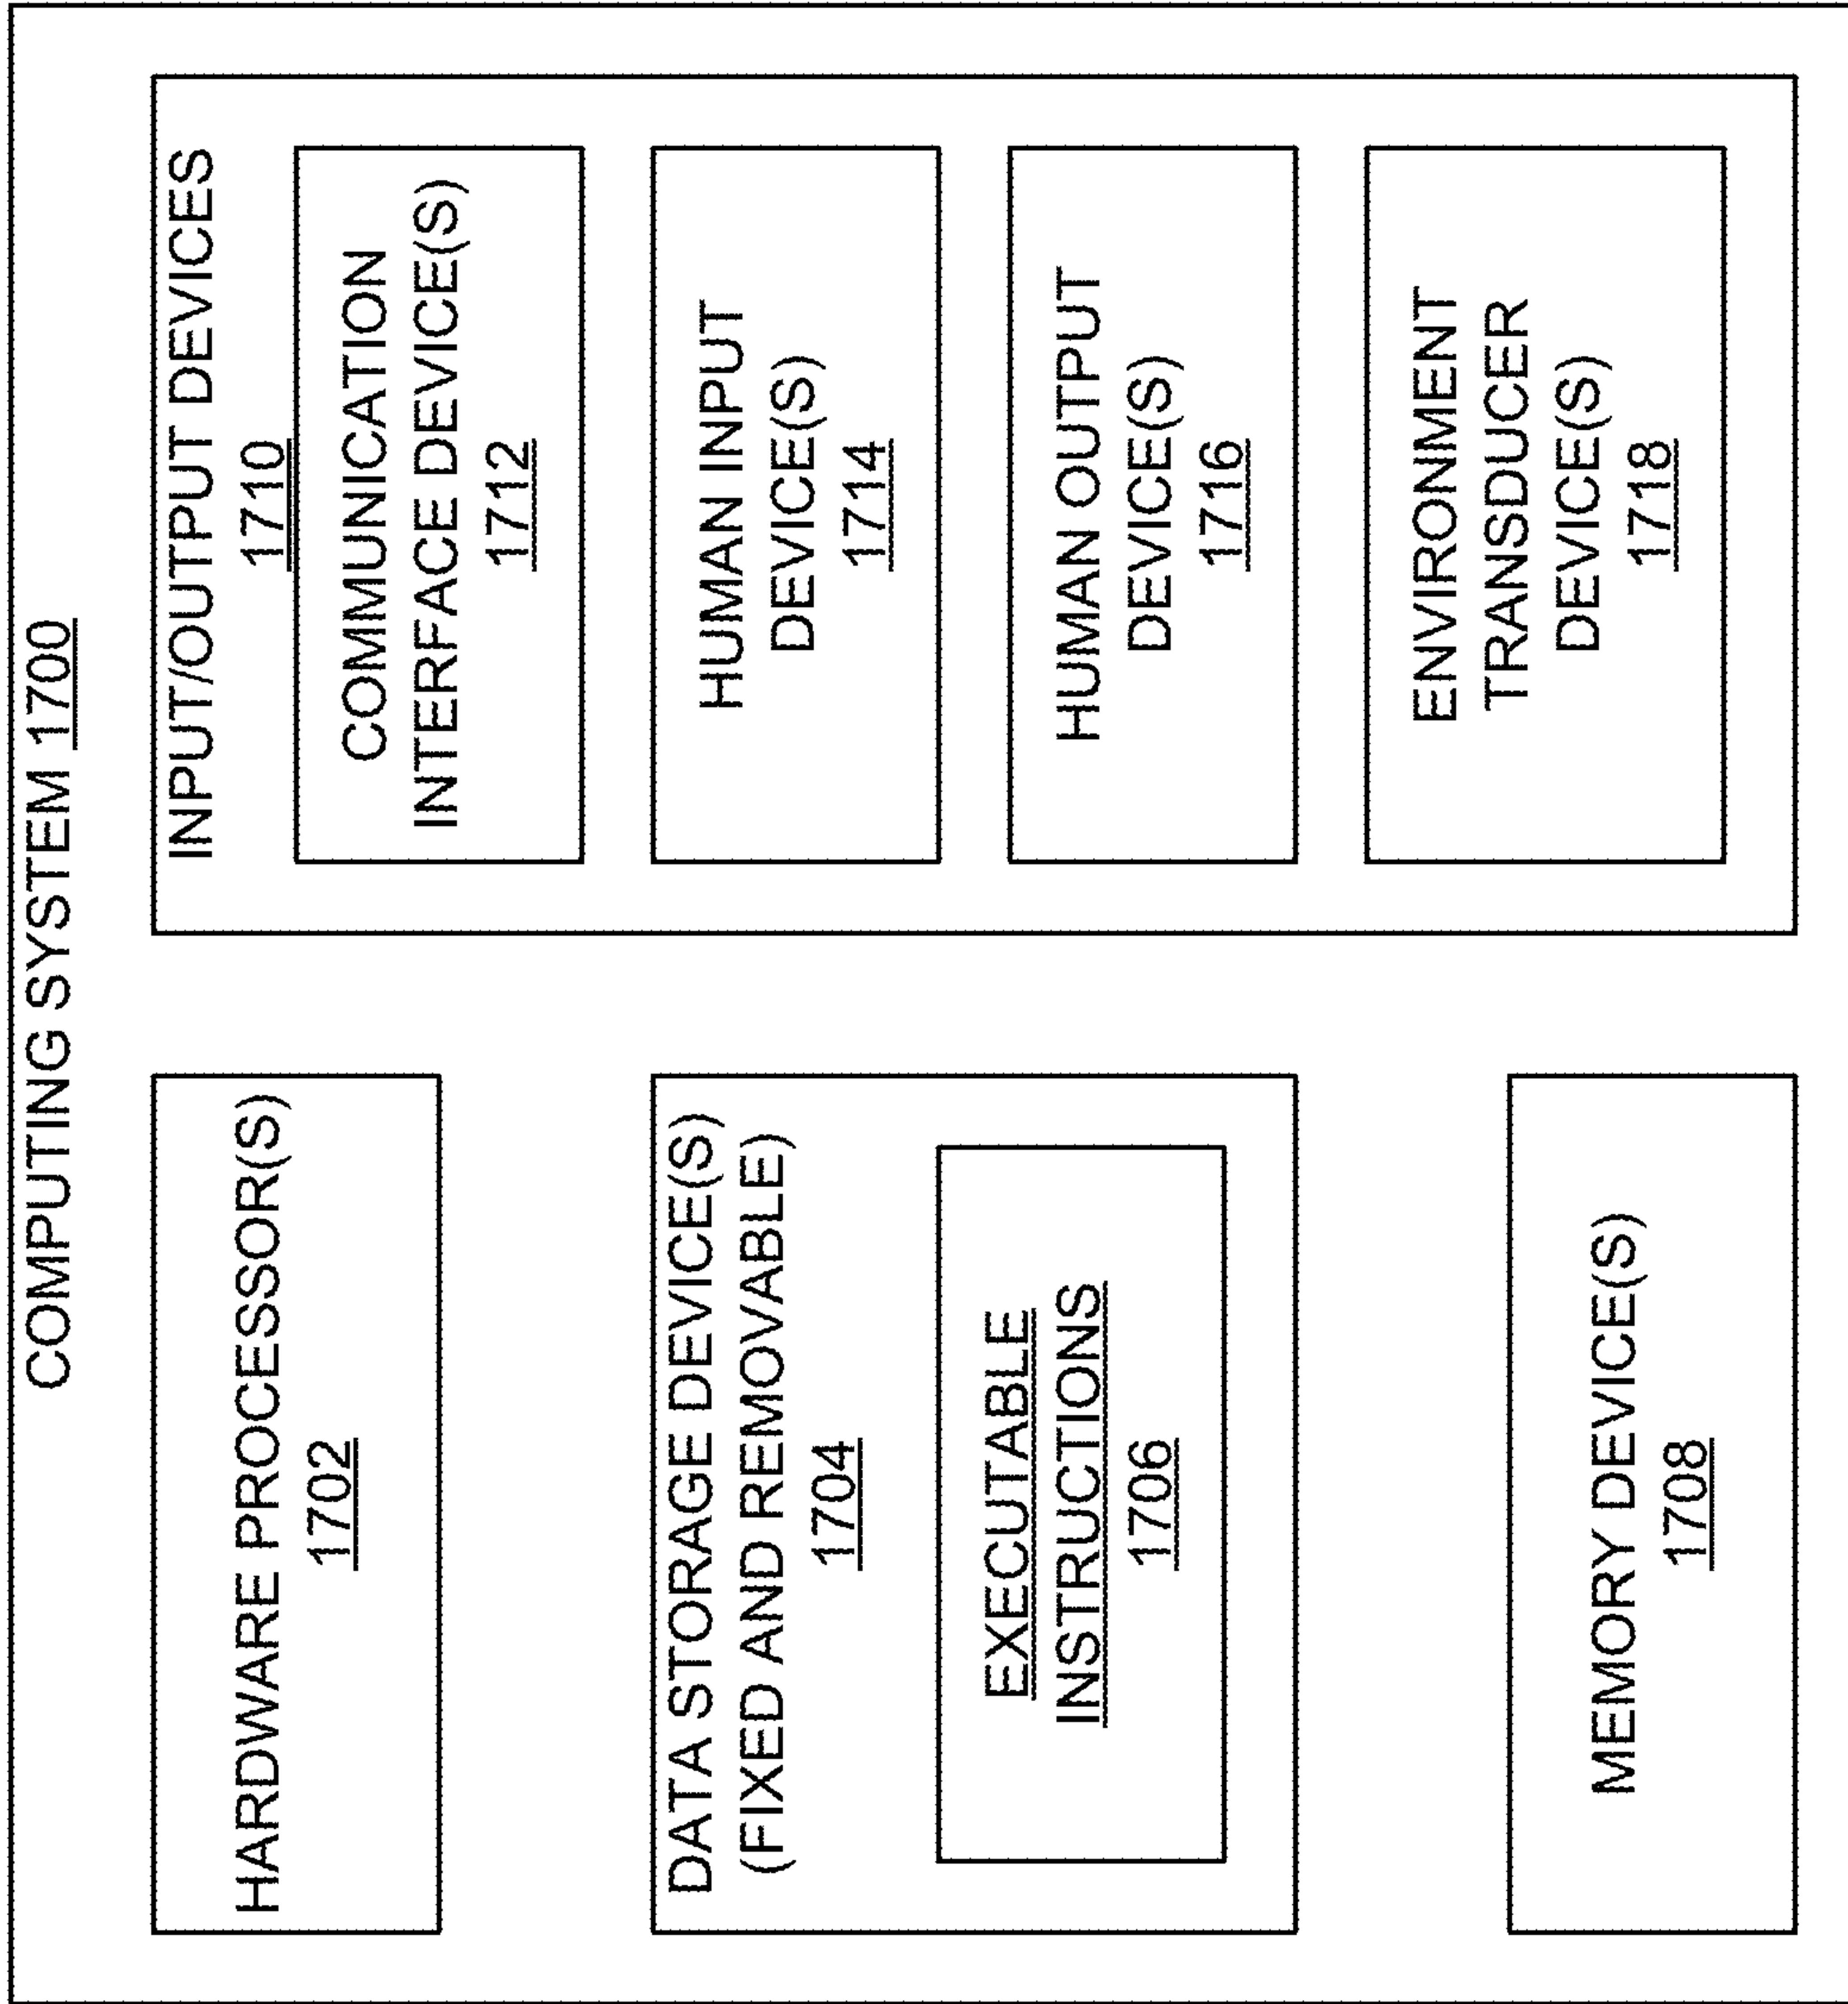 COMPUTING SYSTEM 1700
HARDWARE PROCESSOR(S)
1702
DATA STORAGE DEVICE(S)
(FIXED AND REMOVABLE)
1704
EXECUTABLE
INSTRUCTIONS
1706
MEMORY DEVICE(S)
1708
INPUT/OUTPUT DEVICES
1710
COMMUNICATION
INTERFACE DEVICE(S)
1712
HUMAN INPUT
DEVICE(S)
1714
HUMAN OUTPUT
DEVICE(S)
1716
ENVIRONMENT
TRANSDUCER
DEVICE(S)
1718